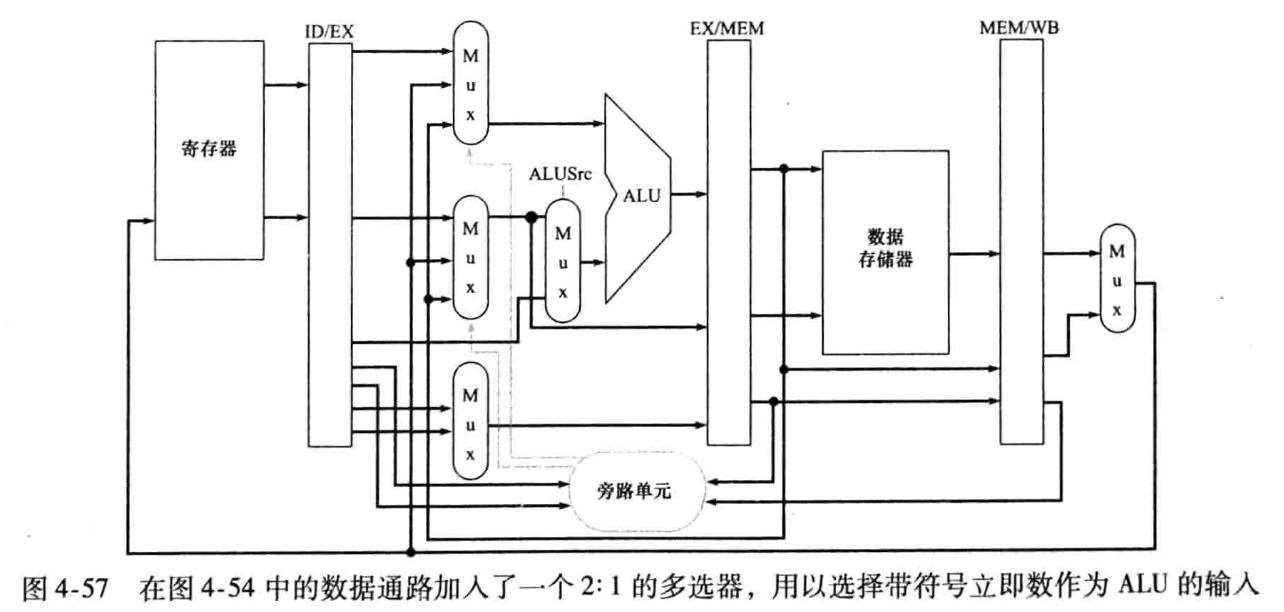 ID/EX
EX/MEM
MEM/WB
M
u
x
寄存器
ALUSrc
ALU
M
u
x
M
u
x
数据
存储器
M
u
x
M
u
x
旁路单元
图 4-57 在图 4-54 中的数据通路加入了一个 2:1 的多选器，用以选择带符号立即数作为 ALU 的输入